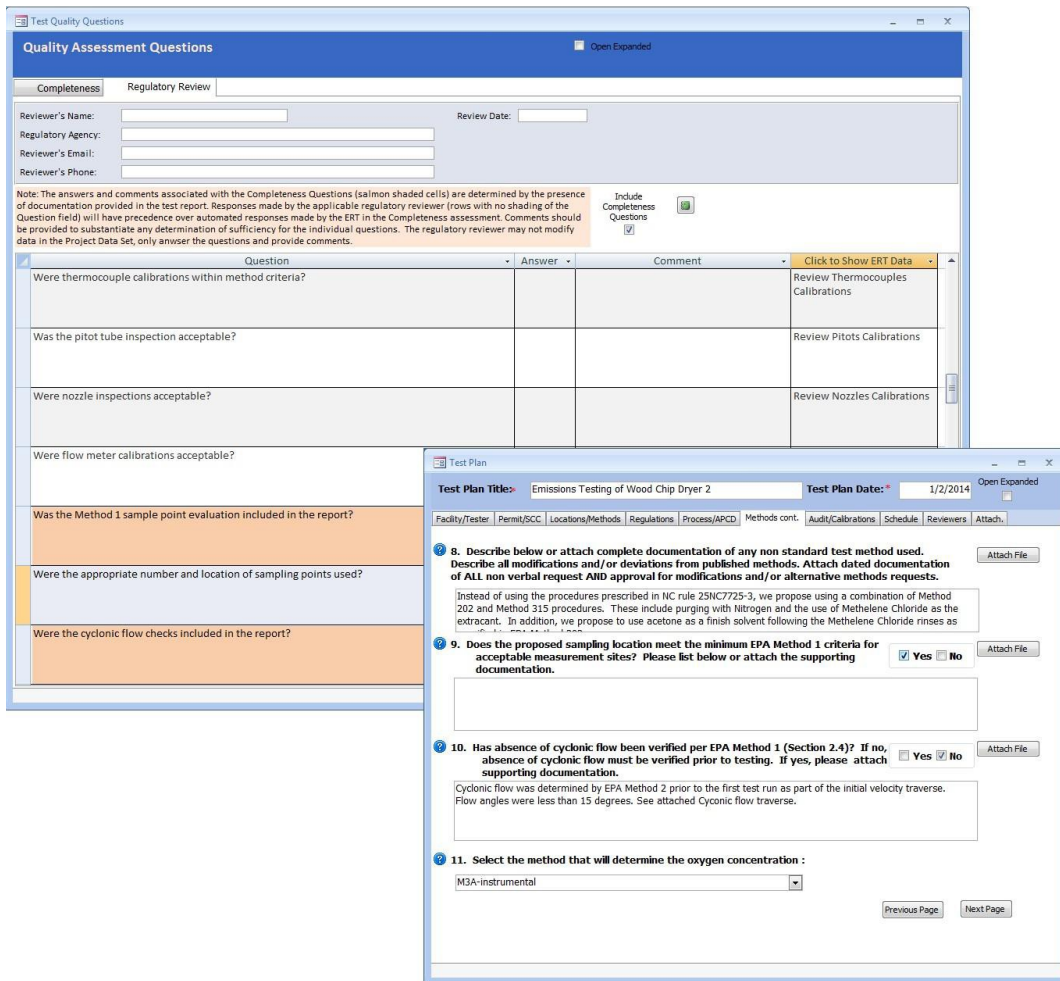 Test Quality Questions
Quality Assessment Questions
Open Expanded
Completeness
Regulatory Review
Reviewer's Name:
Review Date:
Regulatory Agency:
Reviewer's Email:
Reviewer's Phone:
Note: The answers and comments associated with the Completeness Questions (salmon shaded cells) are determined by the presence
of documentation provided in the test report. Responses made by the applicable regulatory reviewer (rows with no shading of the
Question field) will have precedence over automated responses made by the ERT in the Completeness assessment. Comments should
be provided to substantiate any determination of sufficiency for the individual questions. The regulatory reviewer may not modify
data in the Project Data Set, only anwser the questions and provide comments.
Include
Completeness
Questions
Question
Answer
Comment
Click to Show ERT Data
Were thermocouple calibrations within method criteria?
Review Thermocouples
Calibrations
Was the pitot tube inspection acceptable?
Review Pitots Calibrations
Were nozzle inspections acceptable?
Review Nozzles Calibrations
Were flow meter calibrations acceptable?
Was the Method 1 sample point evaluation included in the report?
Were the appropriate number and location of sampling points used?
Were the cyclonic flow checks included in the report?
Test Plan
Test Plan Title:* Emissions Testing of Wood Chip Dryer 2
Test Plan Date:* 1/2/2014
Open Expanded
Facility/Tester Permit/SCC Locations/Methods Regulations Process/APCD Methods cont. Audit/Calibrations Schedule Reviewers Attach.
8. Describe below or attach complete documentation of any non standard test method used.
Describe all modifications and/or deviations from published methods. Attach dated documentation
of ALL non verbal request AND approval for modifications and/or alternative methods requests.
Attach File
Instead of using the procedures prescribed in NC rule 25NC7725-3, we propose using a combination of Method
202 and Method 315 procedures. These include purging with Nitrogen and the use of Methelene Chloride as the
extracant. In addition, we propose to use acetone as a finish solvent following the Methelene Chloride rinses as
9. Does the proposed sampling location meet the minimum EPA Method 1 criteria for
acceptable measurement sites? Please list below or attach the supporting
documentation.
Yes No
Attach File
10. Has absence of cyclonic flow been verified per EPA Method 1 (Section 2.4)? If no,
absence of cyclonic flow must be verified prior to testing. If yes, please attach
supporting documentation.
Yes No
Attach File
Cyclonic flow was determined by EPA Method 2 prior to the first test run as part of the initial velocity traverse.
Flow angles were less than 15 degrees. See attached Cyconic flow traverse.
11. Select the method that will determine the oxygen concentration :
M3A-instrumental
Previous Page
Next Page